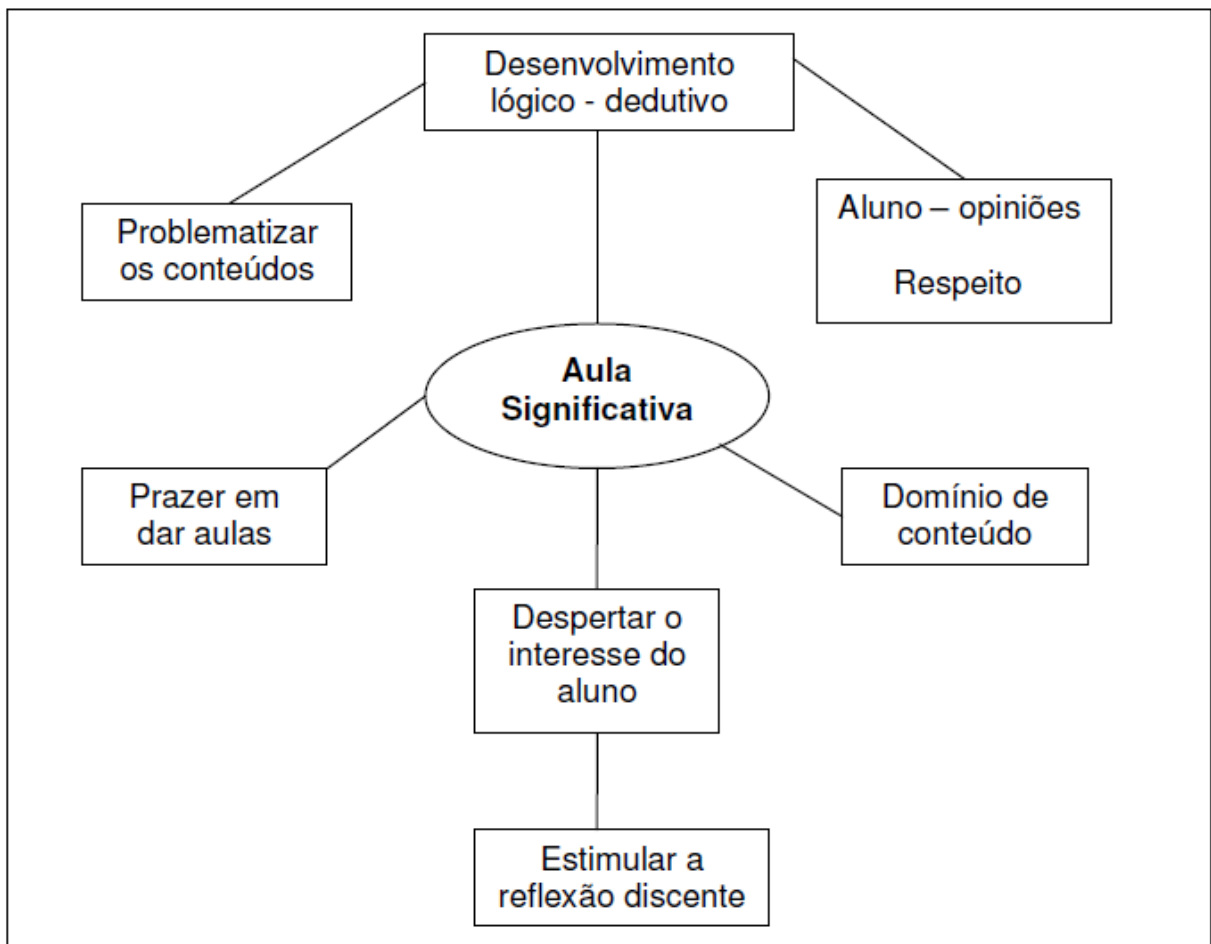 Desenvolvimento
lógico - dedutivo
Problematizar
os conteúdos
Aluno – opiniões
Respeito
Aula
Significativa
Prazer em
dar aulas
Domínio de
conteúdo
Despertar o
interesse do
aluno
Estimular a
reflexão discente